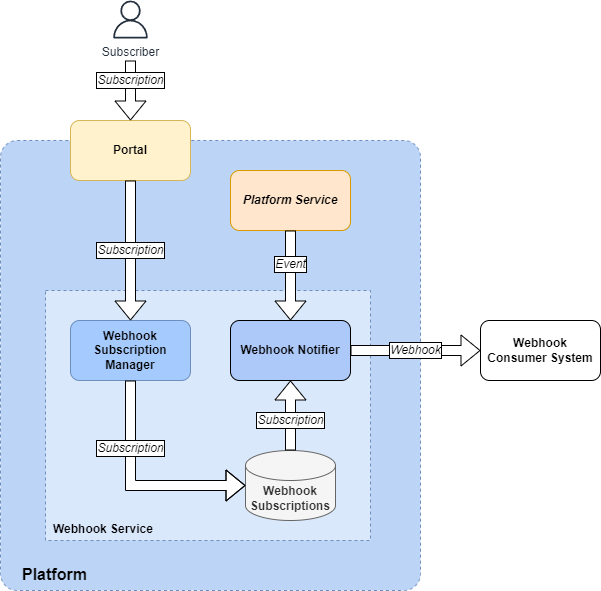 Subscriber
Subscription
Portal
Platform Service
Subscription
Event
Webhook
Subscription
Manager
Webhook Notifier
Webhook
Webhook
Consumer System
Subscription
Subscription
Webhook
Subscriptions
Webhook Service
Platform